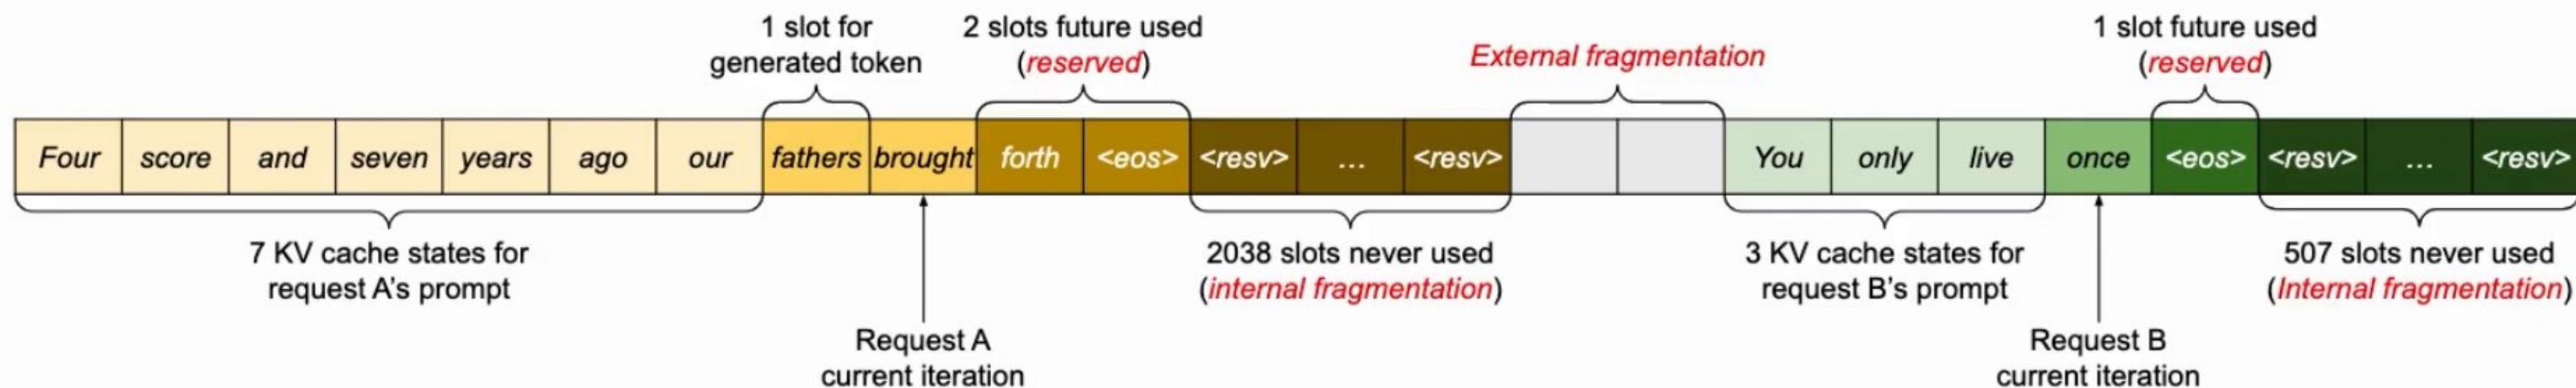 1 slot for
generated token
2 slots future used
(reserved)
External fragmentation
1 slot future used
(reserved)
Four score and seven years ago our fathers brought forth <eos> <resv> ... <resv> You only live once <eos> <resv> ... <resv>
7 KV cache states for
request A's prompt
2038 slots never used
(internal fragmentation)
3 KV cache states for
request B's prompt
507 slots never used
(Internal fragmentation)
Request A
current iteration
Request B
current iteration